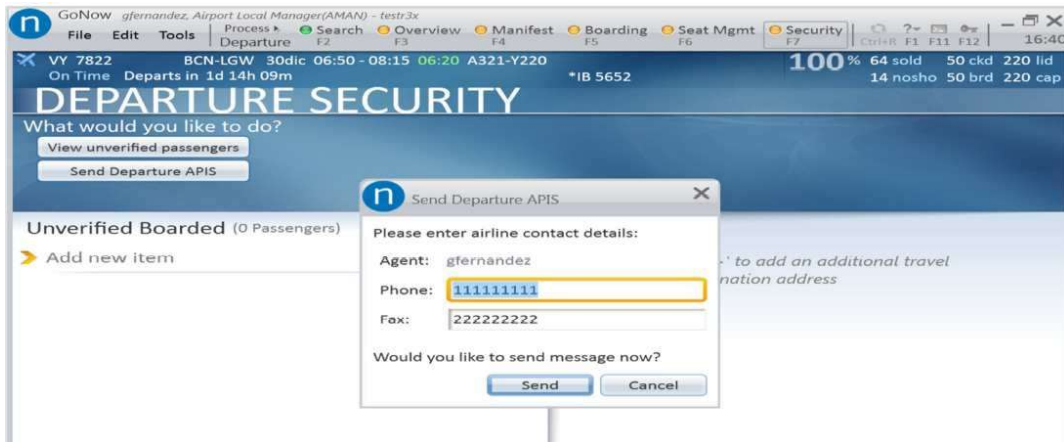 n GoNow gfernandez, Airport Local Manager(AMAN) - testr3x
File Edit Tools Process Departure Search F2 Overview F3 Manifest F4 Boarding F5 Seat Mgmt F6 Security F7 Ctrl+R F1 F11 F12 16:40
VY 7822 BCN-LGW 30dic 06:50 - 08:15 06:20 A321-Y220 100% 64 sold 50 ckd 220 lid
On Time Departs in 1d 14h 09m *IB 5652 14 nosho 50 brd 220 cap
DEPARTURE SECURITY
What would you like to do?
View unverified passengers
Send Departure APIS
Unverified Boarded (0 Passengers)
Add new item
n Send Departure APIS
Please enter airline contact details:
Agent: gfernandez
Phone: 111111111
Fax: 222222222
Would you like to send message now?
Send Cancel
' to add an additional travel
nation address